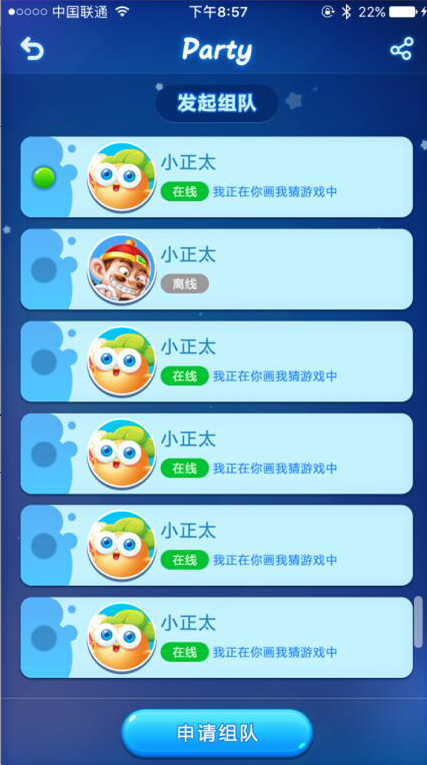 中国联通 下午8:57 22%
Party
发起组队
小正太
在线 我正在你画我猜游戏中
小正太
离线
小正太
在线 我正在你画我猜游戏中
小正太
在线 我正在你画我猜游戏中
小正太
在线 我正在你画我猜游戏中
小正太
在线 我正在你画我猜游戏中
申请组队